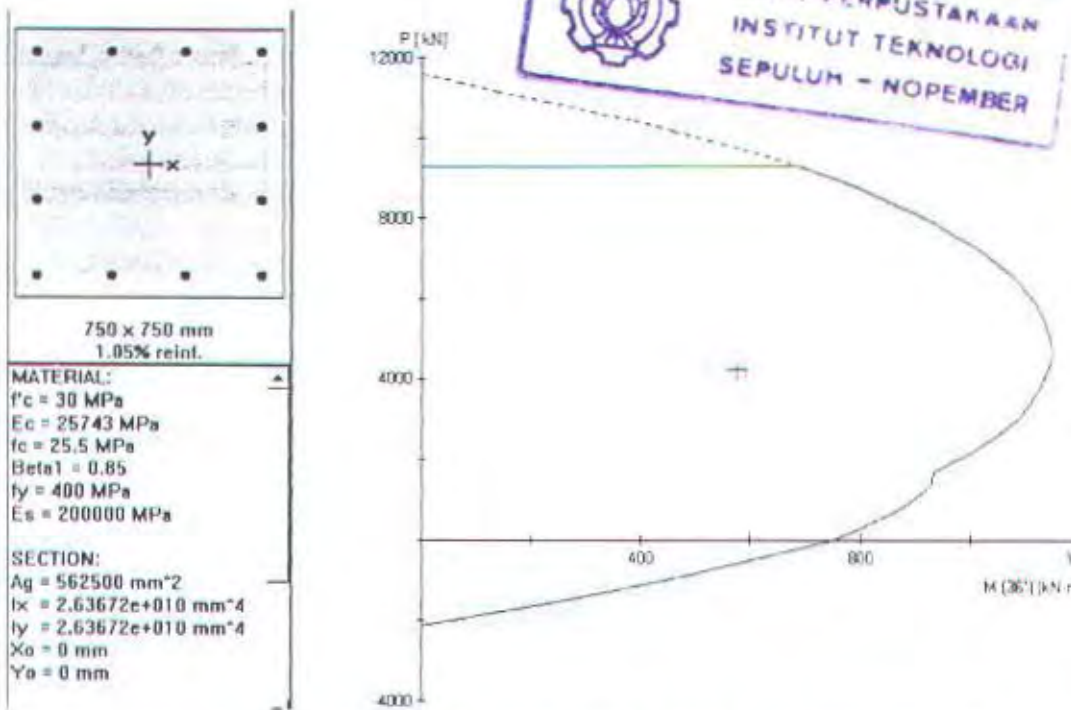 PERPUSTAKAAN
INSTITUT TEKNOLOGI
SEPULUH - NOPEMBER
P [kN]
12000
8000
4000
-4000
400
800
M (36°) [kN-m
750 x 750 mm
1.05% reinf.
MATERIAL:
f'c = 30 MPa
Ec = 25743 MPa
fc = 25.5 MPa
Beta1 = 0.85
fy = 400 MPa
Es = 200000 MPa
SECTION:
Ag = 562500 mm^2
Ix = 2.63672e+010 mm^4
Iy = 2.63672e+010 mm^4
Xo = 0 mm
Yo = 0 mm
y
x